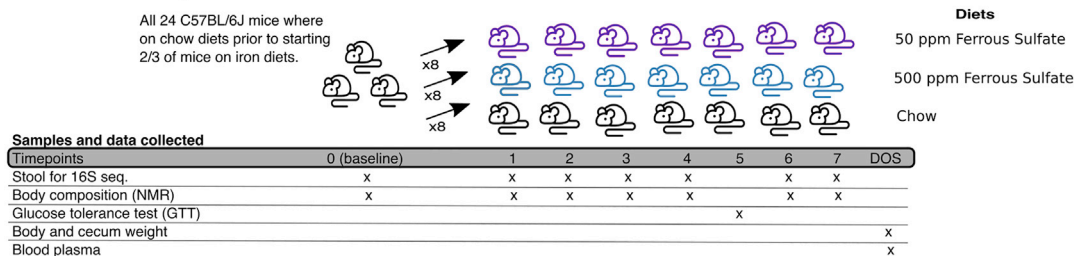 All 24 C57BL/6J mice where
on chow diets prior to starting
2/3 of mice on iron diets.
x8
x8
x8
Diets
50 ppm Ferrous Sulfate
500 ppm Ferrous Sulfate
Chow
Samples and data collected
Timepoints 0 (baseline) 1 2 3 4 5 6 7 DOS
Stool for 16S seq. x x x x x x x
Body composition (NMR) x x x x x x x
Glucose tolerance test (GTT) x
Body and cecum weight x
Blood plasma x